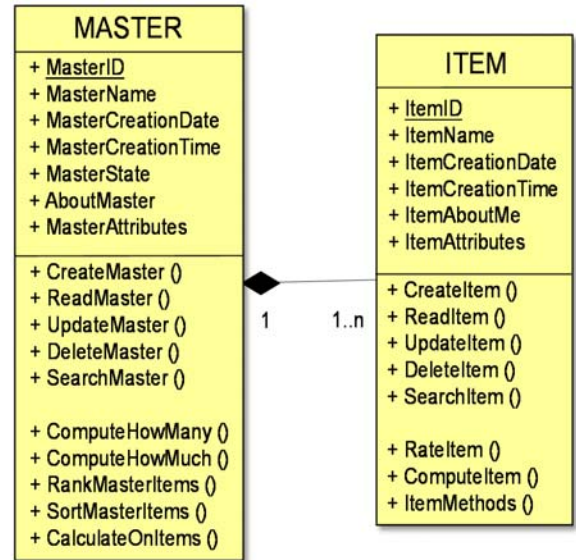 MASTER
+ MasterID
+ MasterName
+ MasterCreationDate
+ MasterCreationTime
+ MasterState
+ AboutMaster
+ MasterAttributes
+ CreateMaster ()
+ ReadMaster ()
+ UpdateMaster ()
+ DeleteMaster ()
+ SearchMaster ()
+ ComputeHowMany ()
+ ComputeHowMuch ()
+ RankMasterItems ()
+ SortMasterItems ()
+ CalculateOnItems ()
1
1..n
ITEM
+ ItemID
+ ItemName
+ ItemCreationDate
+ ItemCreationTime
+ ItemAboutMe
+ ItemAttributes
+ CreateItem ()
+ ReadItem ()
+ UpdateItem ()
+ DeleteItem ()
+ SearchItem ()
+ RateItem ()
+ ComputeItem ()
+ ItemMethods ()